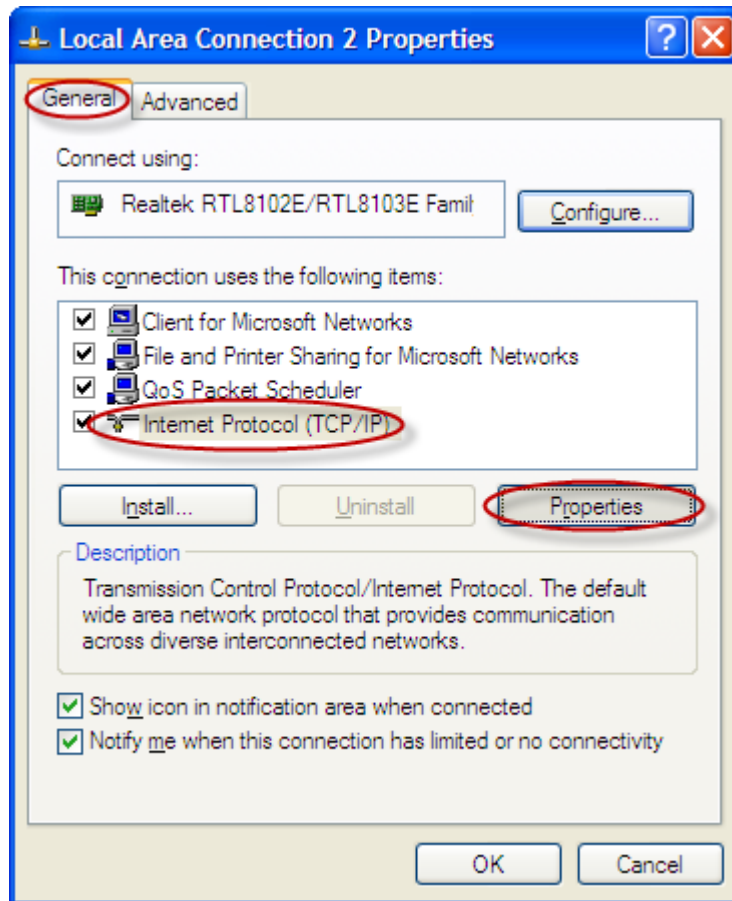 Local Area Connection 2 Properties
General
Advanced
Connect using:
Realtek RTL8102E/RTL8103E Famil
Configure...
This connection uses the following items:
Client for Microsoft Networks
File and Printer Sharing for Microsoft Networks
QoS Packet Scheduler
Internet Protocol (TCP/IP)
Install...
Uninstall
Properties
Description
Transmission Control Protocol/Internet Protocol. The default
wide area network protocol that provides communication
across diverse interconnected networks.
Show icon in notification area when connected
Notify me when this connection has limited or no connectivity
OK
Cancel